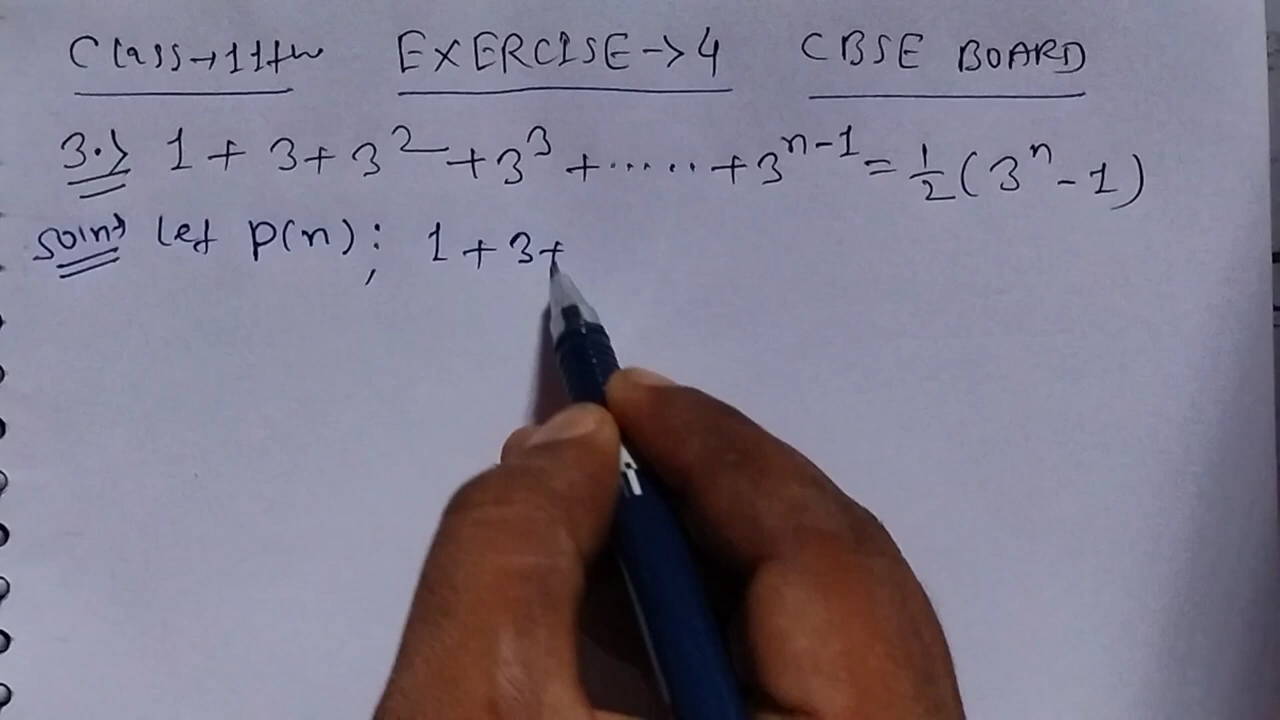 Class→11th EXERCISE→4 CBSE BOARD
3.> 1 + 3 + 3² + 3³ + ...... + 3ⁿ⁻¹ = ½ (3ⁿ - 1)
Soln> Let P(n) ; 1 + 3 +